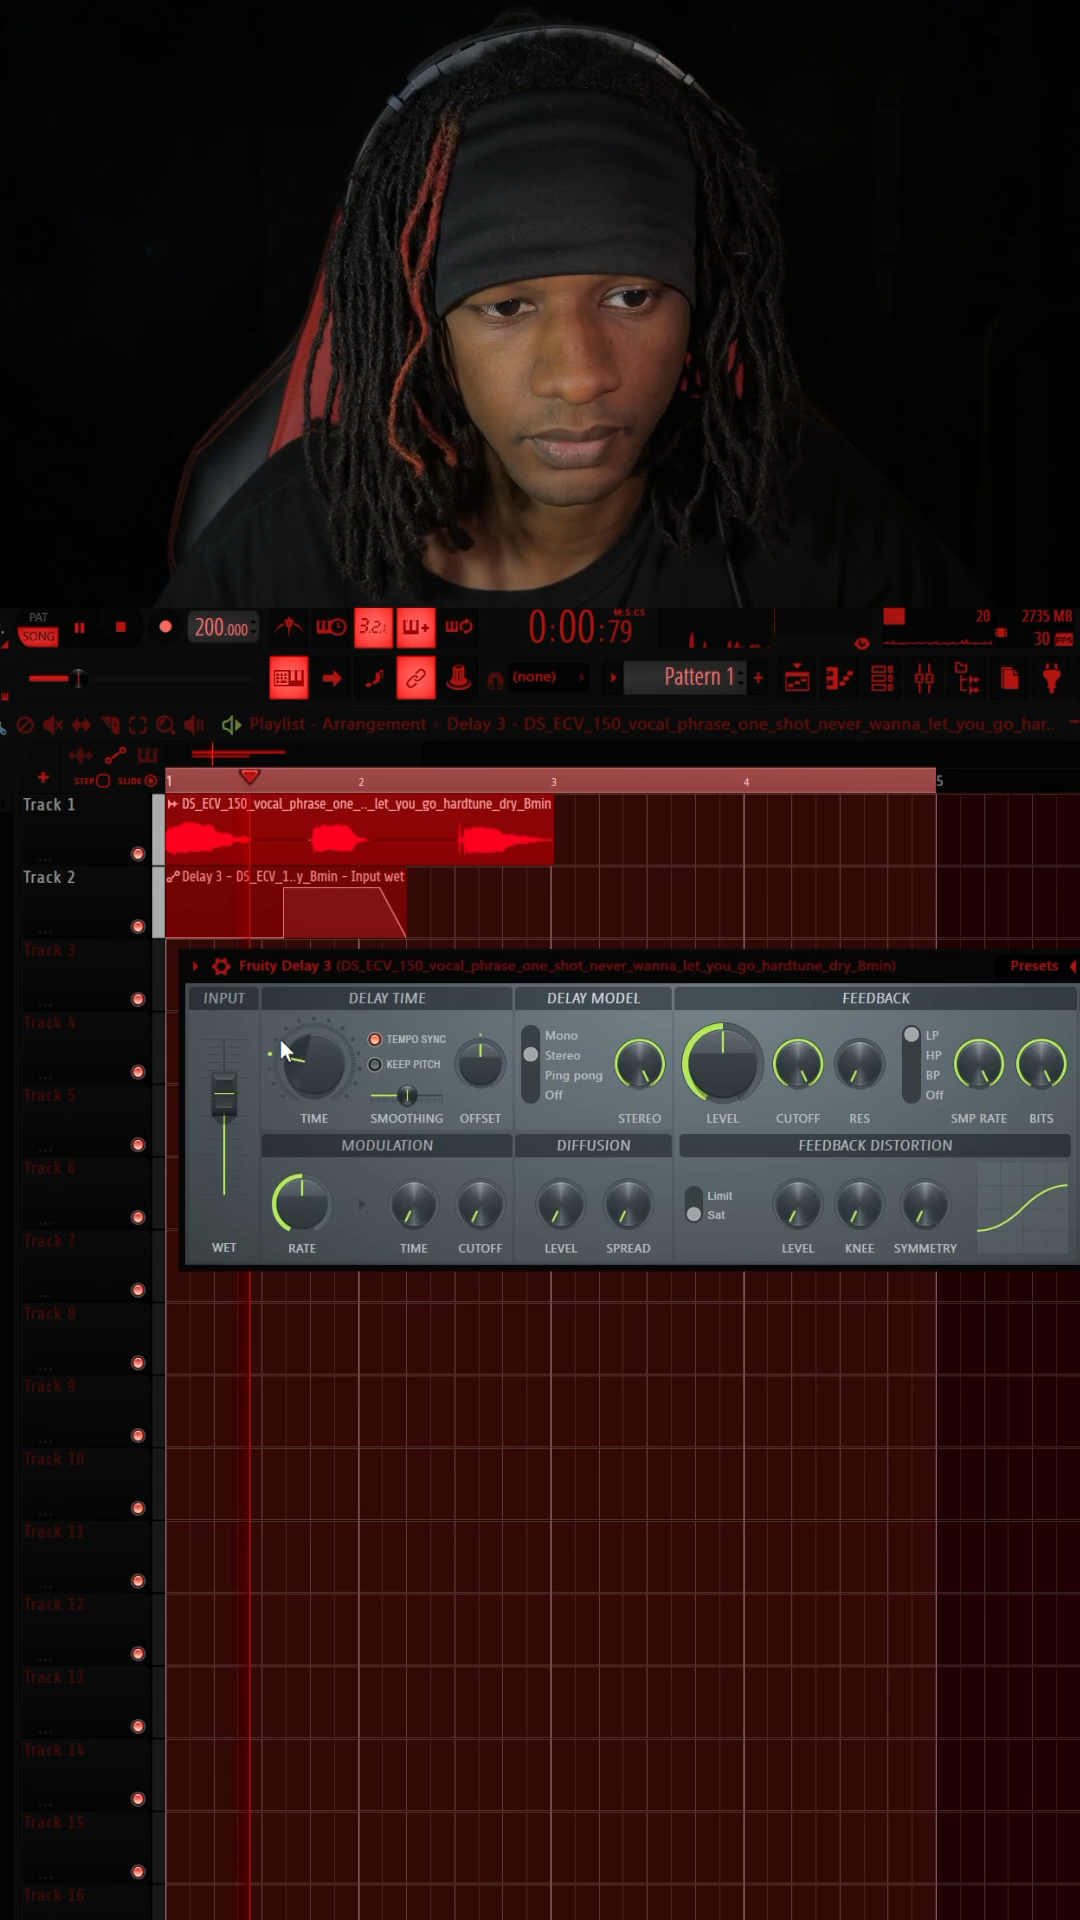 PAT
SONG
200.000
3.2.
0:00:79
M:S:CS
20
2735 MB
30 FPS
(none)
Pattern 1
+
Playlist - Arrangement › Delay 3 - DS_ECV_150_vocal_phrase_one_shot_never_wanna_let_you_go_har..
STEP
SLIDE
1
2
3
4
5
Track 1
DS_ECV_150_vocal_phrase_one_.._let_you_go_hardtune_dry_Bmin
Track 2
Delay 3 - DS_ECV_1..y_Bmin - Input wet
Track 3
Fruity Delay 3 (DS_ECV_150_vocal_phrase_one_shot_never_wanna_let_you_go_hardtune_dry_Bmin)
Presets
INPUT
DELAY TIME
DELAY MODEL
FEEDBACK
Track 4
TEMPO SYNC
KEEP PITCH
Mono
Stereo
Ping pong
Off
LP
HP
BP
Off
Track 5
TIME
SMOOTHING
OFFSET
STEREO
LEVEL
CUTOFF
RES
SMP RATE
BITS
MODULATION
DIFFUSION
FEEDBACK DISTORTION
Track 6
Limit
Sat
Track 7
WET
RATE
TIME
CUTOFF
LEVEL
SPREAD
LEVEL
KNEE
SYMMETRY
Track 8
Track 9
Track 10
Track 11
Track 12
Track 13
Track 14
Track 15
Track 16